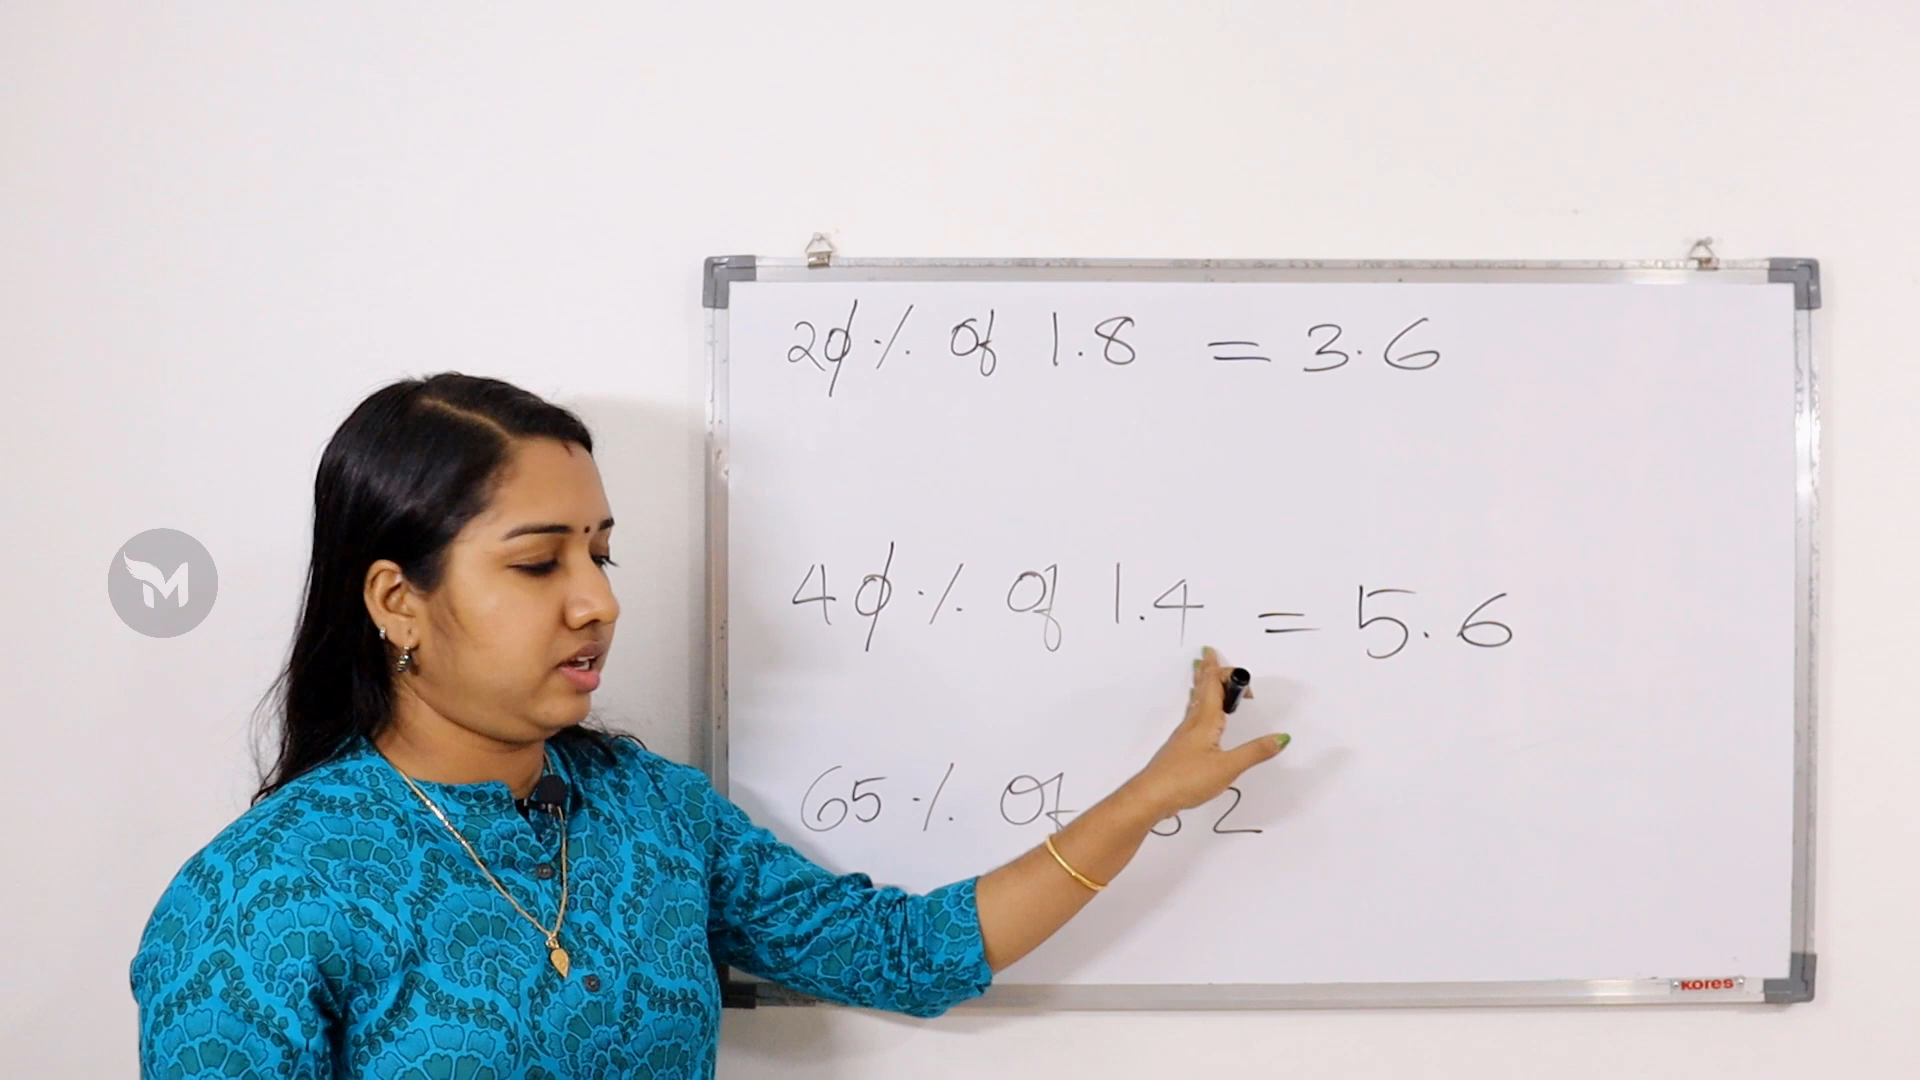 20% of 1.8 = 3.6
40% of 1.4 = 5.6
65% of 2
KORES
M